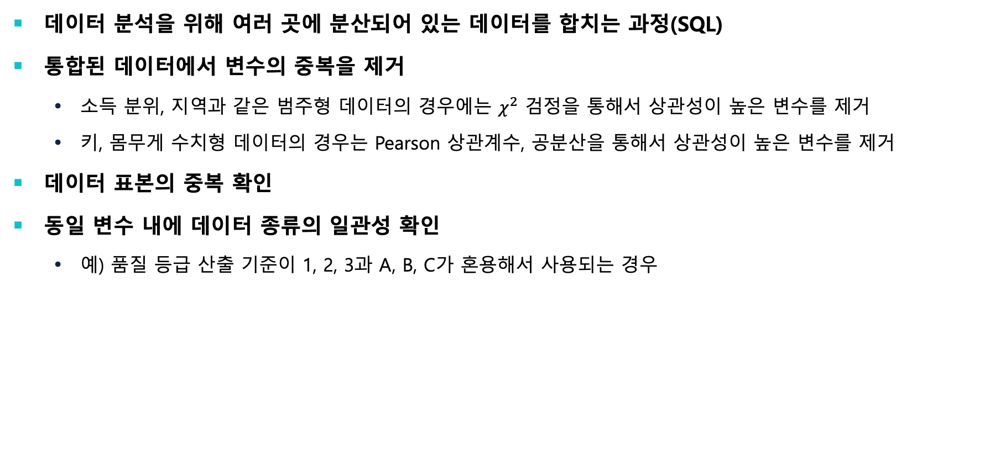 ▪ 데이터 분석을 위해 여러 곳에 분산되어 있는 데이터를 합치는 과정(SQL)
▪ 통합된 데이터에서 변수의 중복을 제거
• 소득 분위, 지역과 같은 범주형 데이터의 경우에는 χ² 검정을 통해서 상관성이 높은 변수를 제거
• 키, 몸무게 수치형 데이터의 경우는 Pearson 상관계수, 공분산을 통해서 상관성이 높은 변수를 제거
▪ 데이터 표본의 중복 확인
▪ 동일 변수 내에 데이터 종류의 일관성 확인
• 예) 품질 등급 산출 기준이 1, 2, 3과 A, B, C가 혼용해서 사용되는 경우